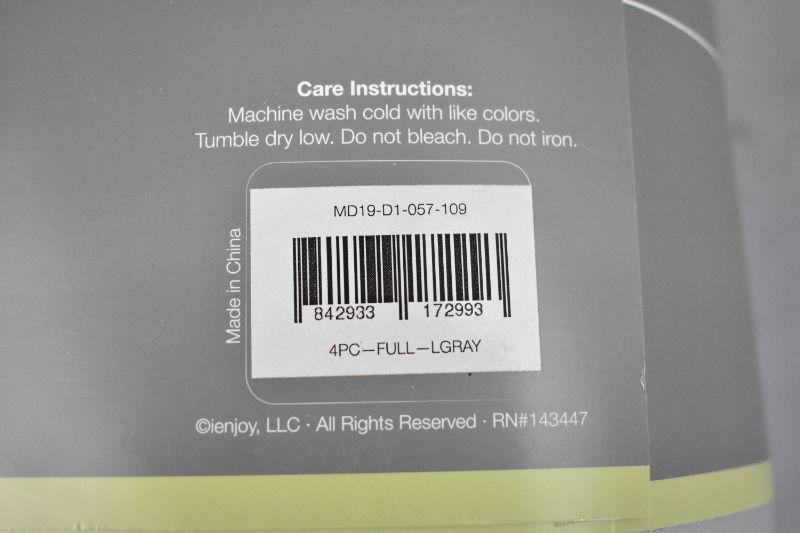 Care Instructions:
Machine wash cold with like colors.
Tumble dry low. Do not bleach. Do not iron.
Made in China
MD19-D1-057-109
842933 172993
4PC-FULL-LGRAY
©ienjoy, LLC · All Rights Reserved · RN#143447